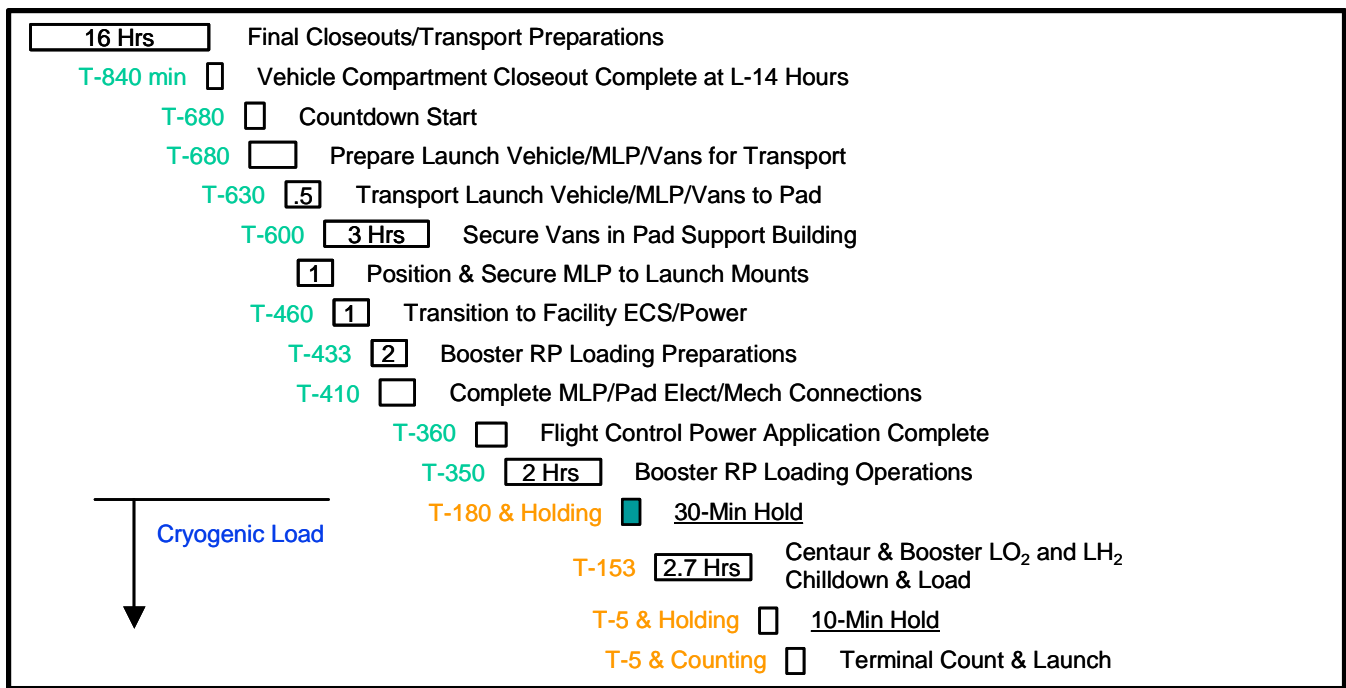 16 Hrs Final Closeouts/Transport Preparations
T-840 min Vehicle Compartment Closeout Complete at L-14 Hours
T-680 Countdown Start
T-680 Prepare Launch Vehicle/MLP/Vans for Transport
T-630 .5 Transport Launch Vehicle/MLP/Vans to Pad
T-600 3 Hrs Secure Vans in Pad Support Building
1 Position & Secure MLP to Launch Mounts
T-460 1 Transition to Facility ECS/Power
T-433 2 Booster RP Loading Preparations
T-410 Complete MLP/Pad Elect/Mech Connections
T-360 Flight Control Power Application Complete
T-350 2 Hrs Booster RP Loading Operations
T-180 & Holding 30-Min Hold
Cryogenic Load
T-153 2.7 Hrs Centaur & Booster LO₂ and LH₂
Chilldown & Load
T-5 & Holding 10-Min Hold
T-5 & Counting Terminal Count & Launch